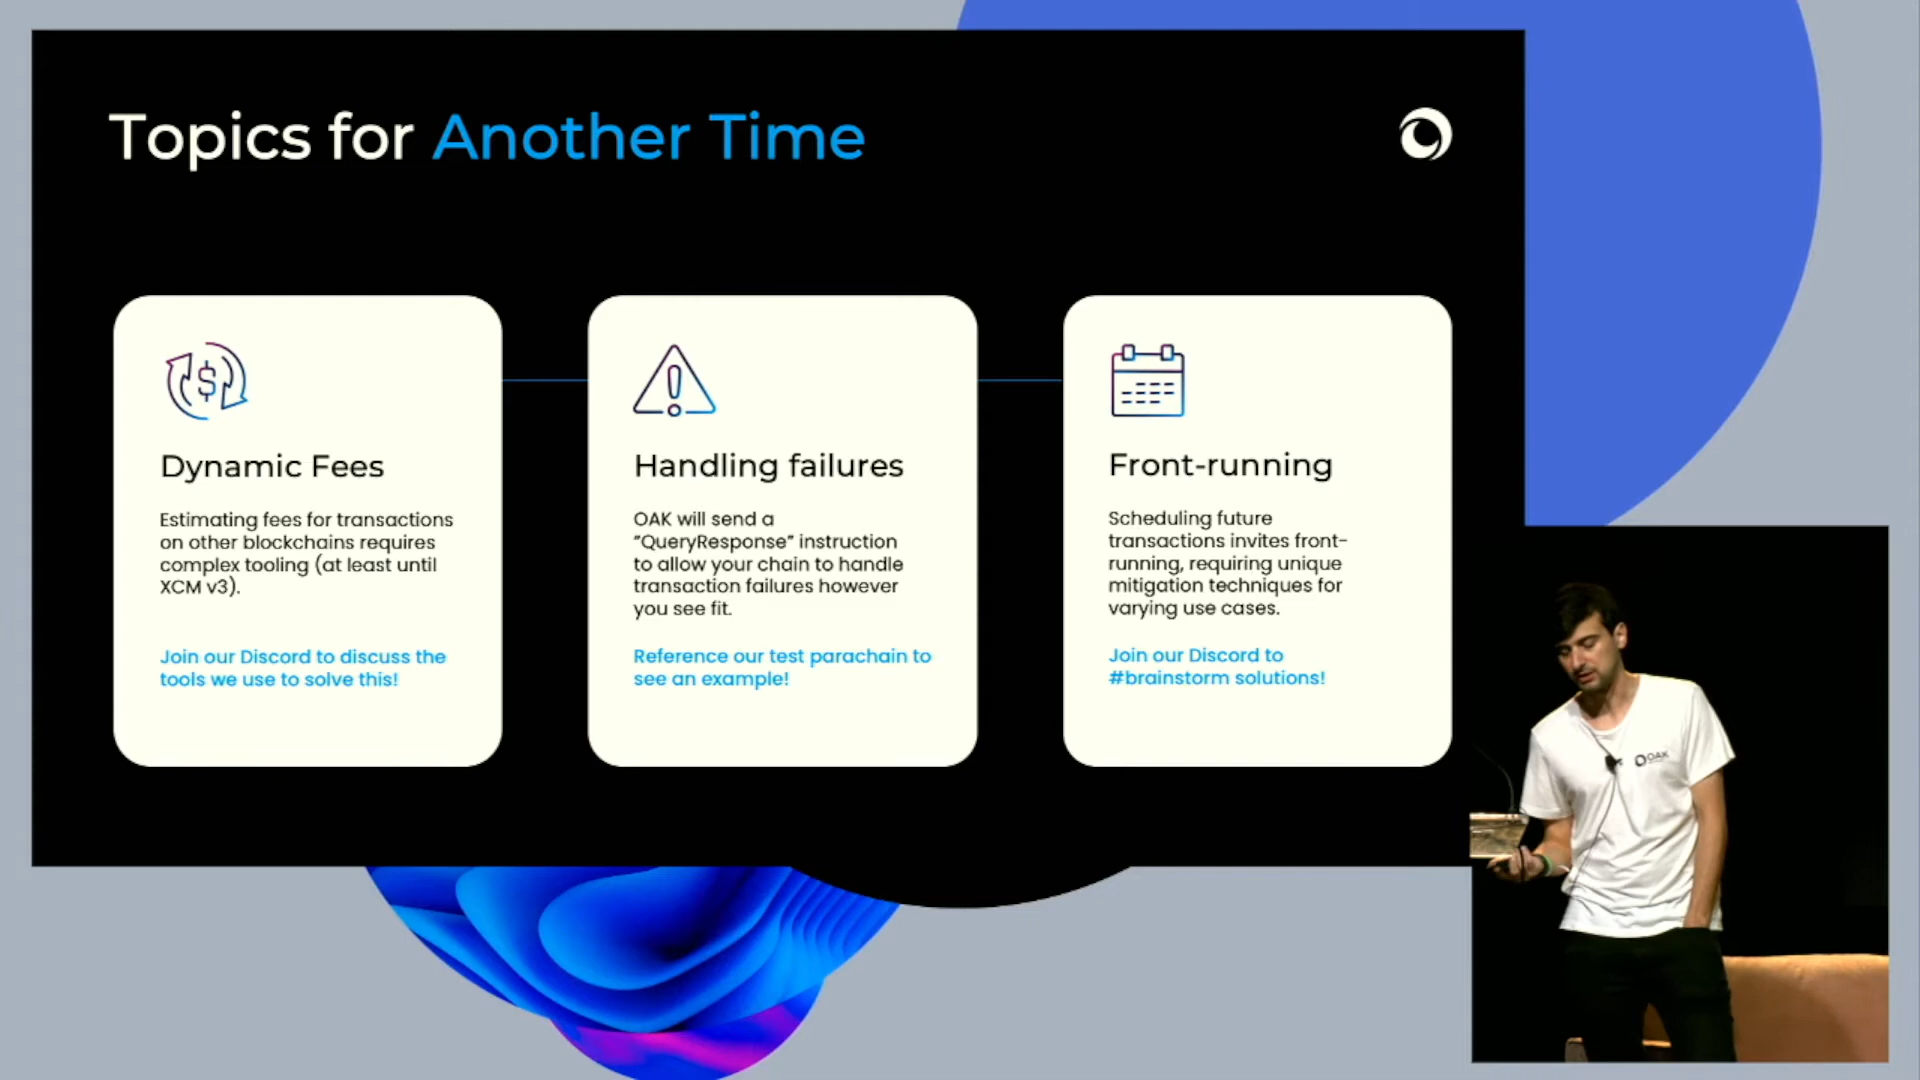 Topics for Another Time
Dynamic Fees
Estimating fees for transactions
on other blockchains requires
complex tooling (at least until
XCM v3).
Join our Discord to discuss the
tools we use to solve this!
Handling failures
OAK will send a
"QueryResponse" instruction
to allow your chain to handle
transaction failures however
you see fit.
Reference our test parachain to
see an example!
Front-running
Scheduling future
transactions invites front-
running, requiring unique
mitigation techniques for
varying use cases.
Join our Discord to
#brainstorm solutions!
OAK